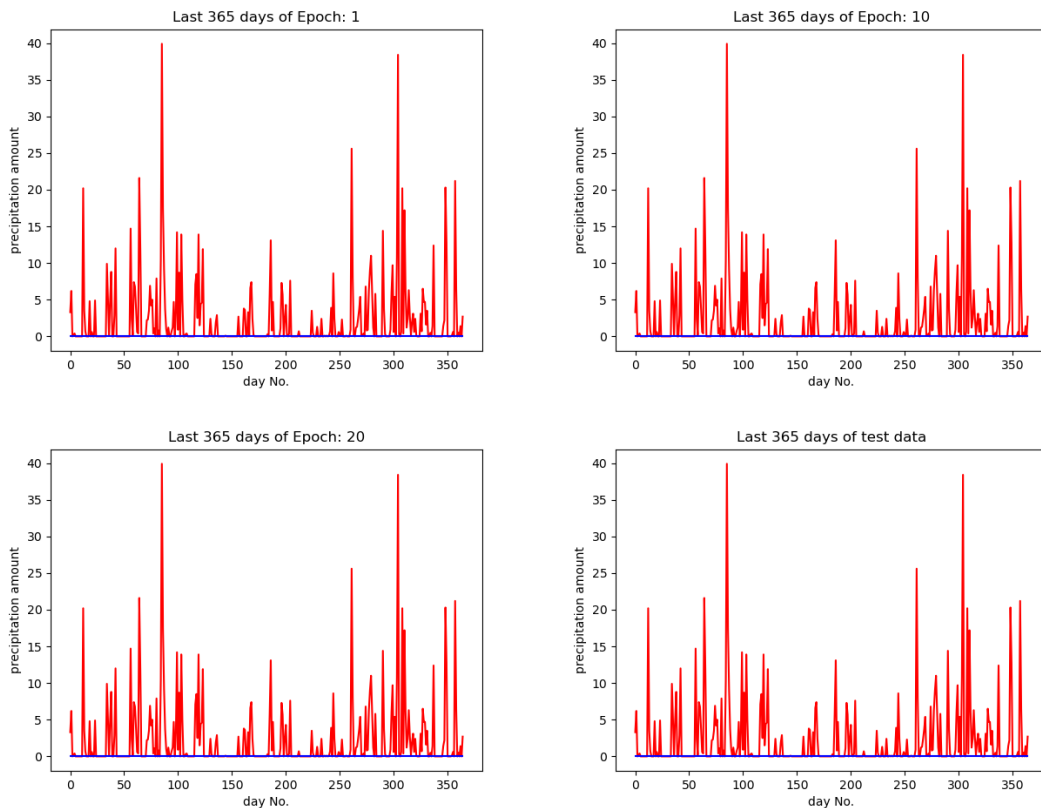 Last 365 days of Epoch: 1
precipitation amount
40
35
30
25
20
15
10
5
0
0 50 100 150 200 250 300 350
day No.
Last 365 days of Epoch: 10
precipitation amount
40
35
30
25
20
15
10
5
0
0 50 100 150 200 250 300 350
day No.
Last 365 days of Epoch: 20
precipitation amount
40
35
30
25
20
15
10
5
0
0 50 100 150 200 250 300 350
day No.
Last 365 days of test data
precipitation amount
40
35
30
25
20
15
10
5
0
0 50 100 150 200 250 300 350
day No.